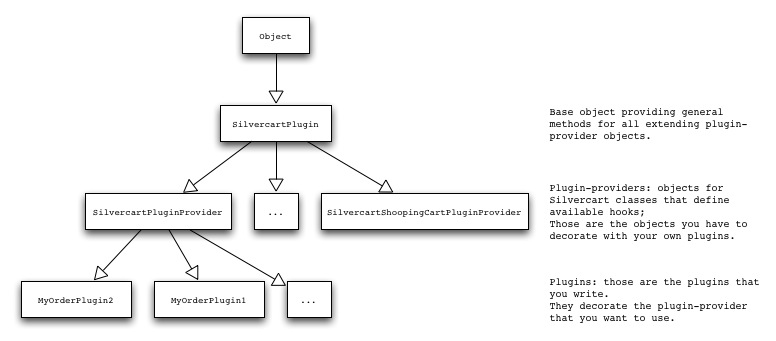 Object
SilvercartPlugin
Base object providing general
methods for all extending plugin-
provider objects.
SilvercartPluginProvider
...
SilvercartShoopingCartPluginProvider
Plugin-providers: objects for
Silvercart classes that define
available hooks;
Those are the objects you have to
decorate with your own plugins.
MyOrderPlugin2
MyOrderPlugin1
...
Plugins: those are the plugins that
you write.
They decorate the plugin-provider
that you want to use.